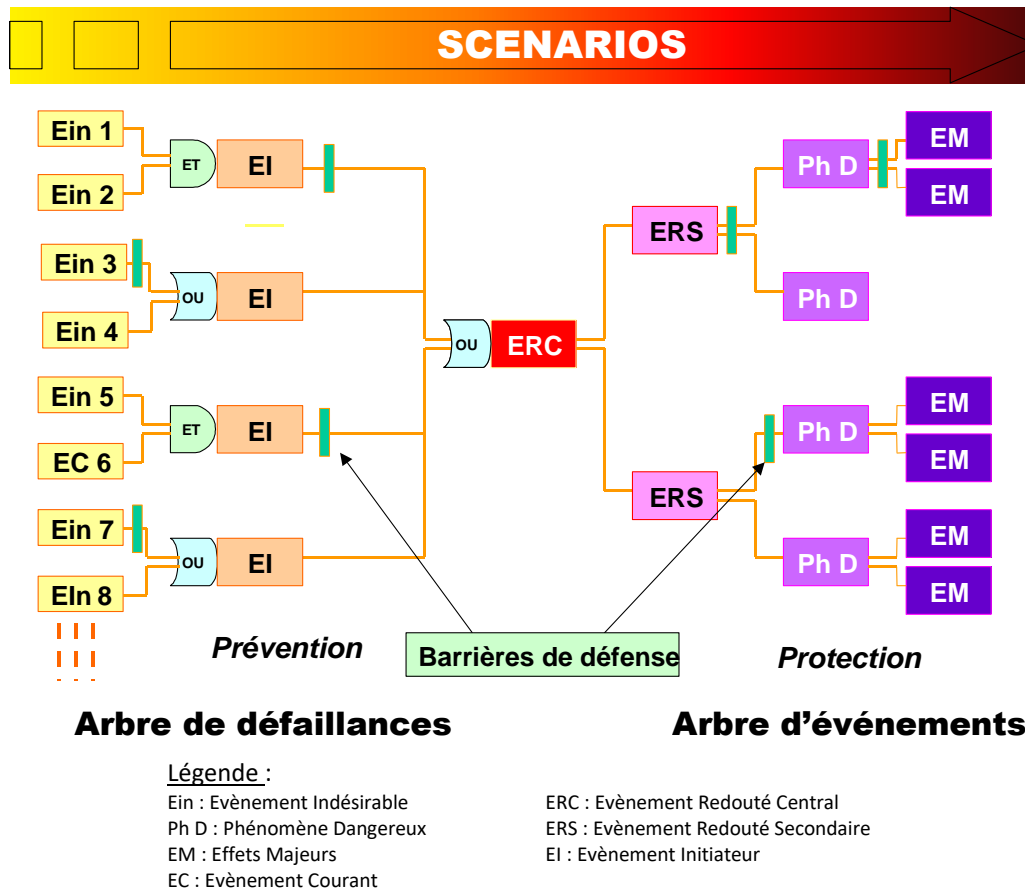 SCENARIOS
Ein 1
Ein 2
ET
EI
Ein 3
Ein 4
OU
EI
Ein 5
EC 6
ET
EI
Ein 7
EIn 8
OU
EI
OU
ERC
ERS
Ph D
EM
EM
Ph D
ERS
Ph D
EM
EM
Ph D
EM
EM
Prévention
Barrières de défense
Protection
Arbre de défaillances
Arbre d’événements
Légende :
Ein : Evènement Indésirable
Ph D : Phénomène Dangereux
EM : Effets Majeurs
EC : Evènement Courant
ERC : Evènement Redouté Central
ERS : Evènement Redouté Secondaire
EI : Evènement Initiateur